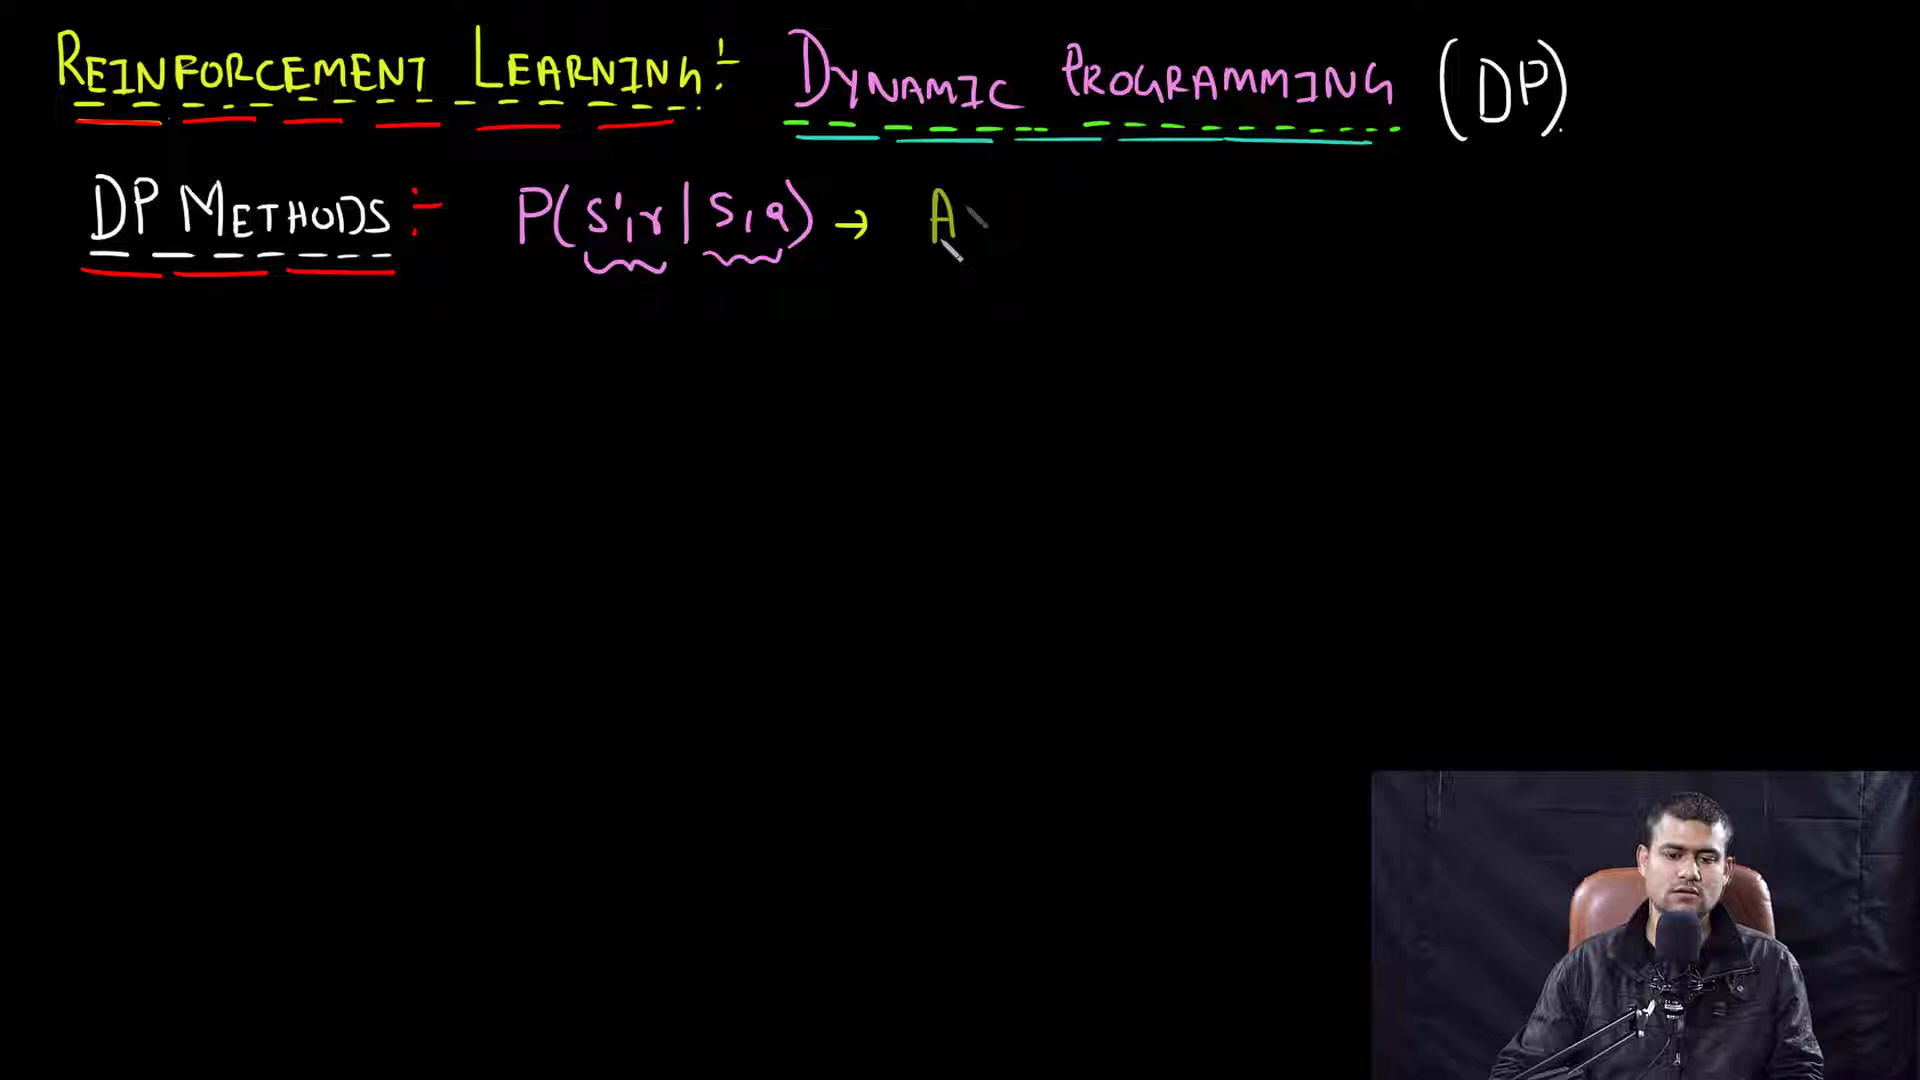 REINFORCEMENT LEARNING:- DYNAMIC PROGRAMMING (DP).
DP METHODS:- P(s',r|s,a) → A